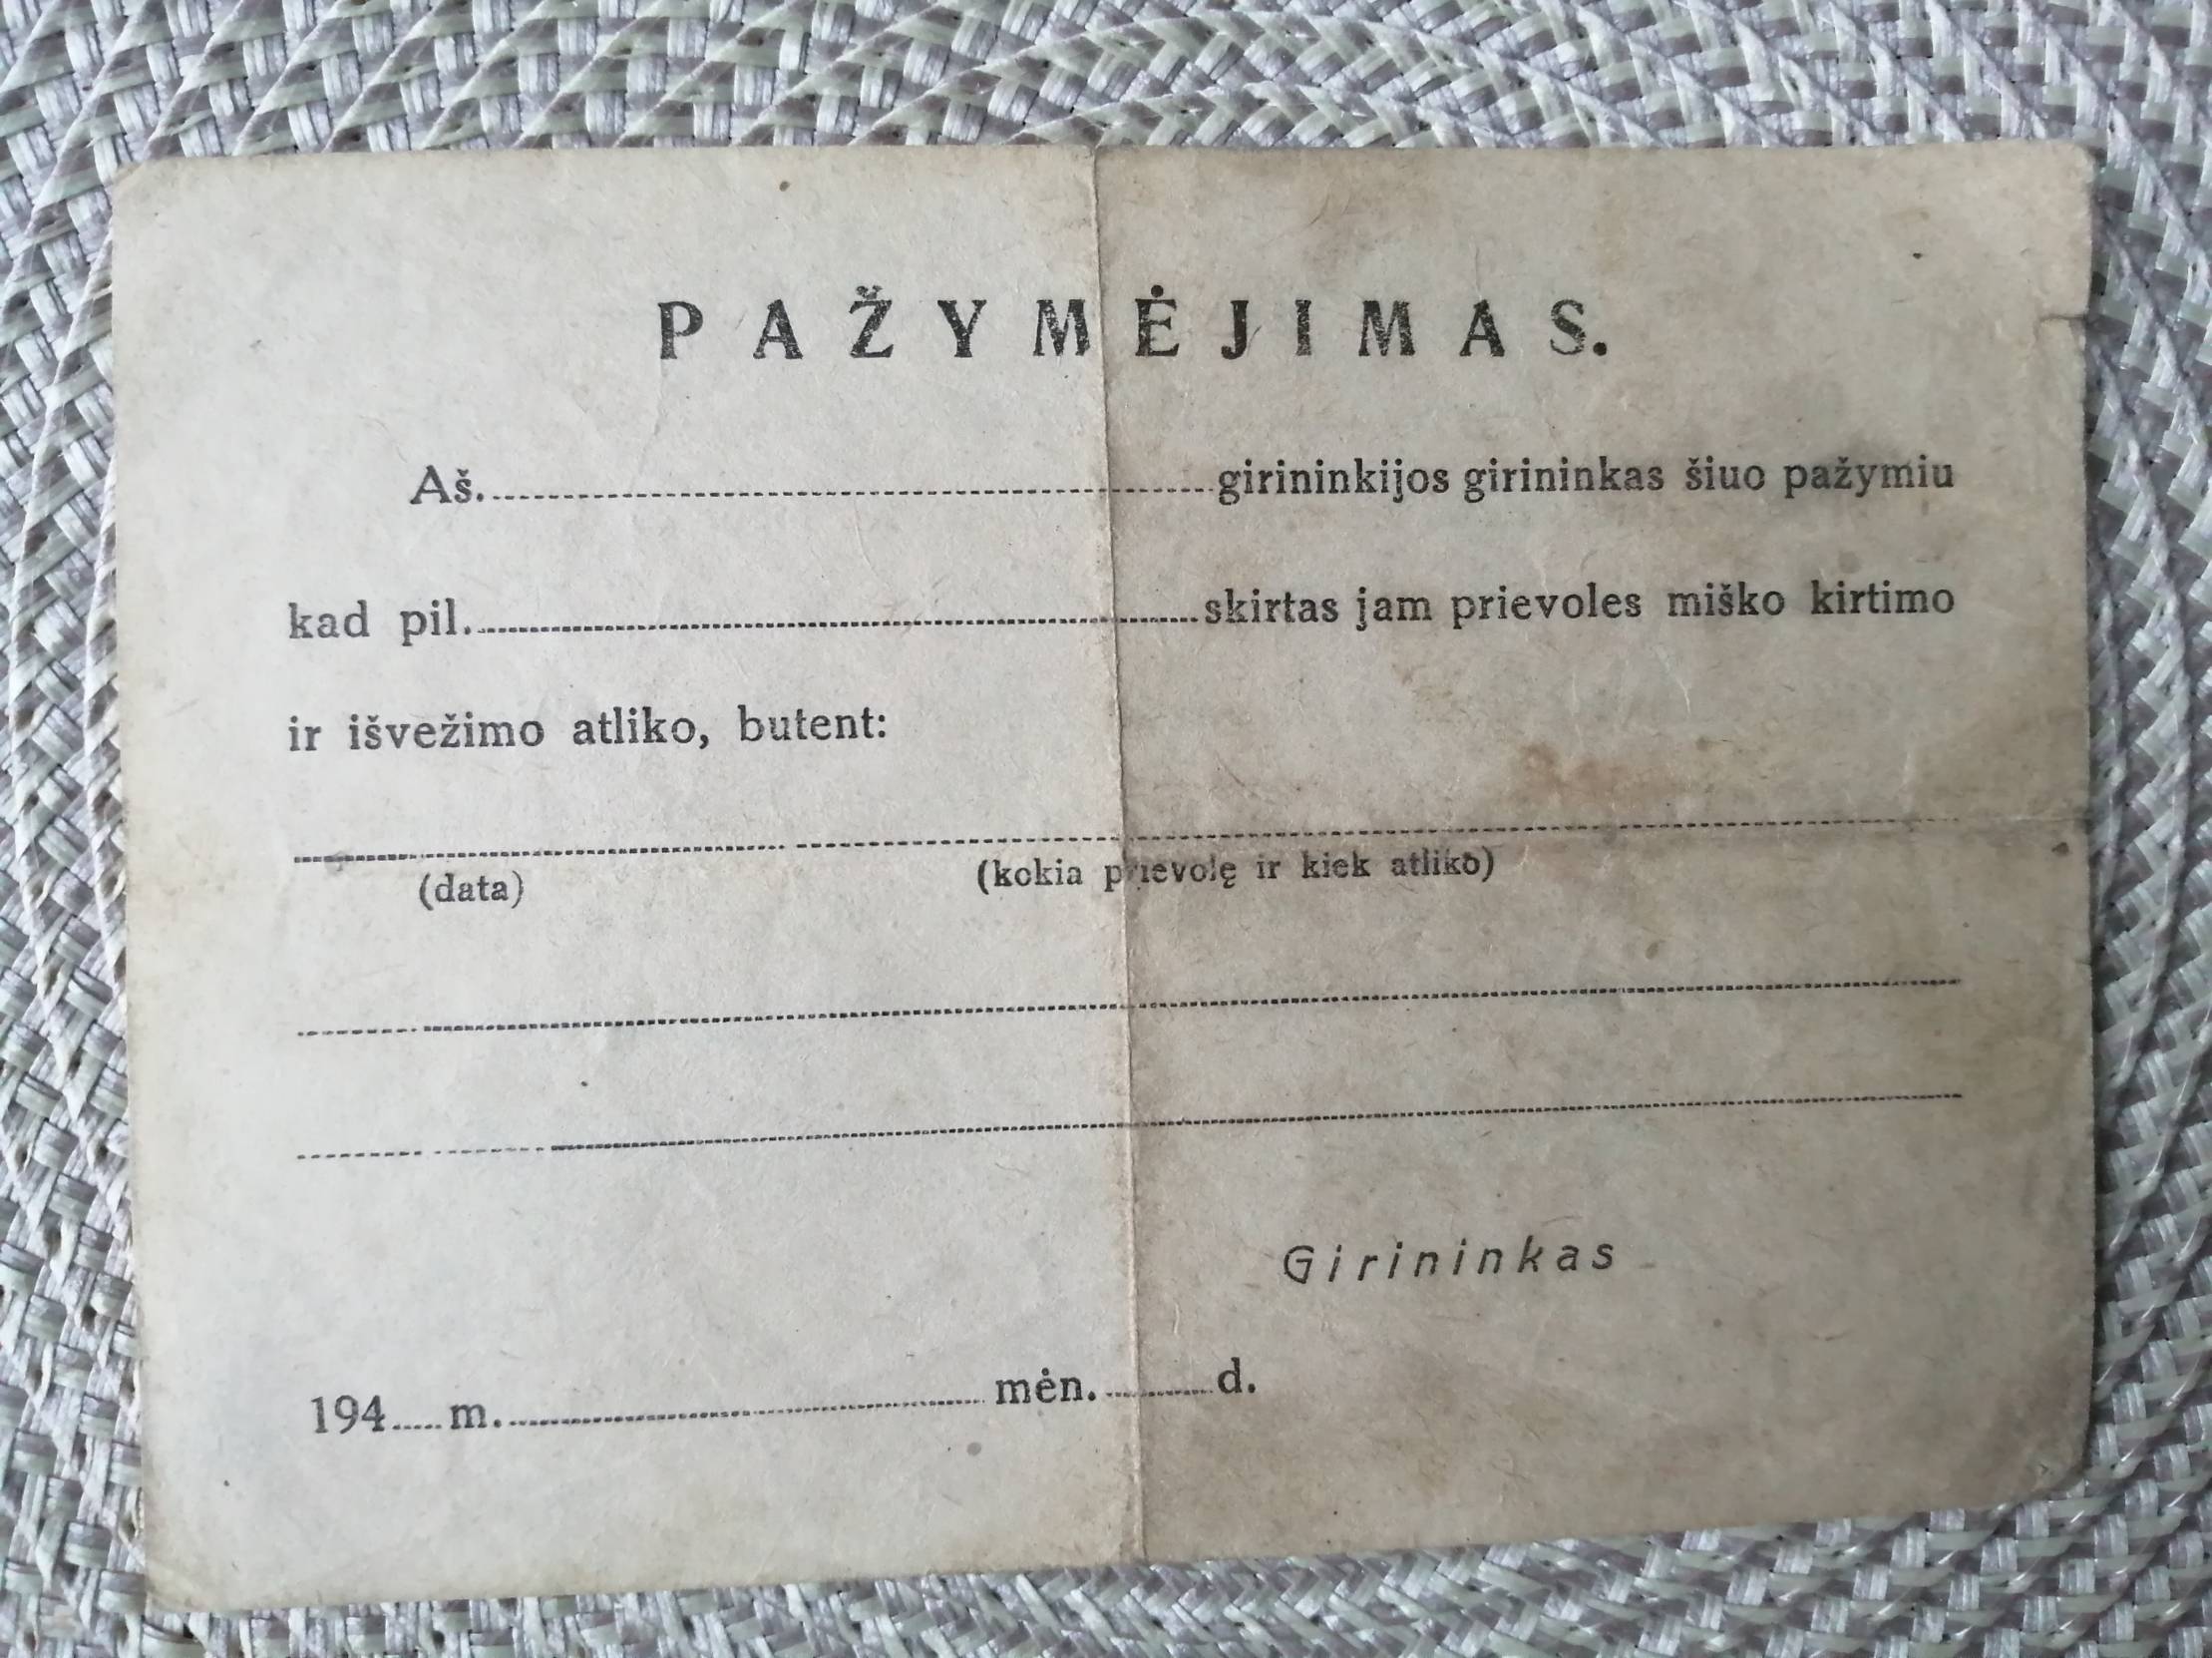 PAŽYMĖJIMAS.
Aš............girininkijos girininkas šiuo pažymiu
kad pil.............skirtas jam prievoles miško kirtimo
ir išvežimo atliko, butent:
(data) (kokia prievolę ir kiek atliko)
Girininkas
194.....m.............mėn...........d.